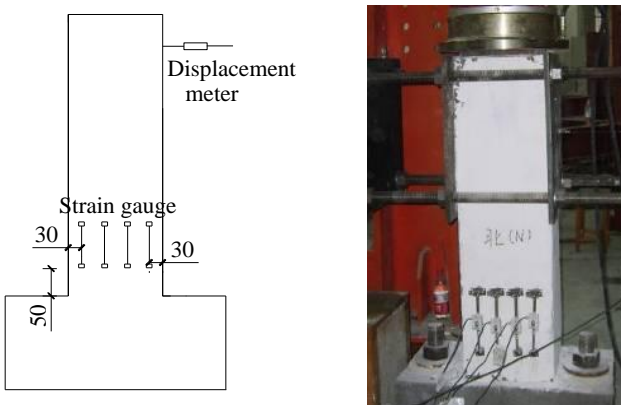 Displacement
meter
Strain gauge
30
30
50
北(N)